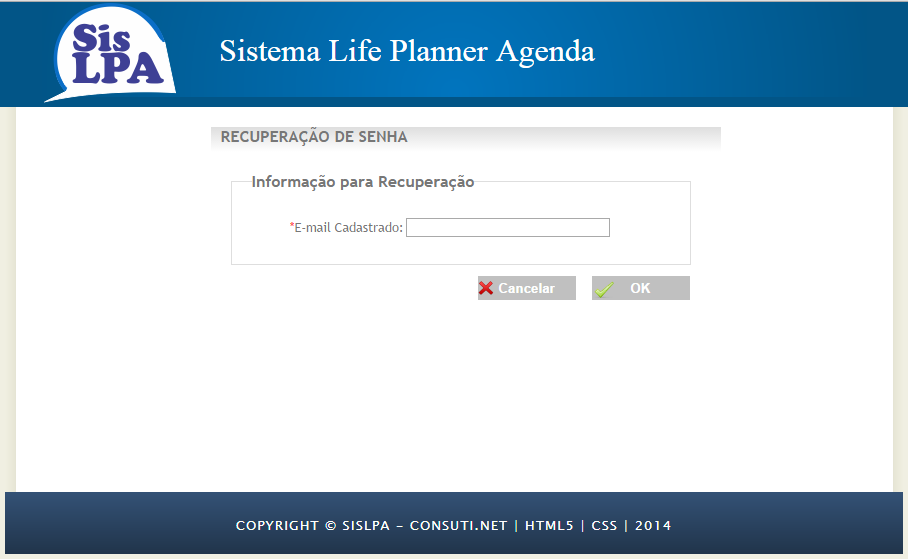 Sis
LPA
Sistema Life Planner Agenda
RECUPERAÇÃO DE SENHA
Informação para Recuperação
*E-mail Cadastrado:
Cancelar
OK
COPYRIGHT © SISLPA - CONSUTI.NET | HTML5 | CSS | 2014